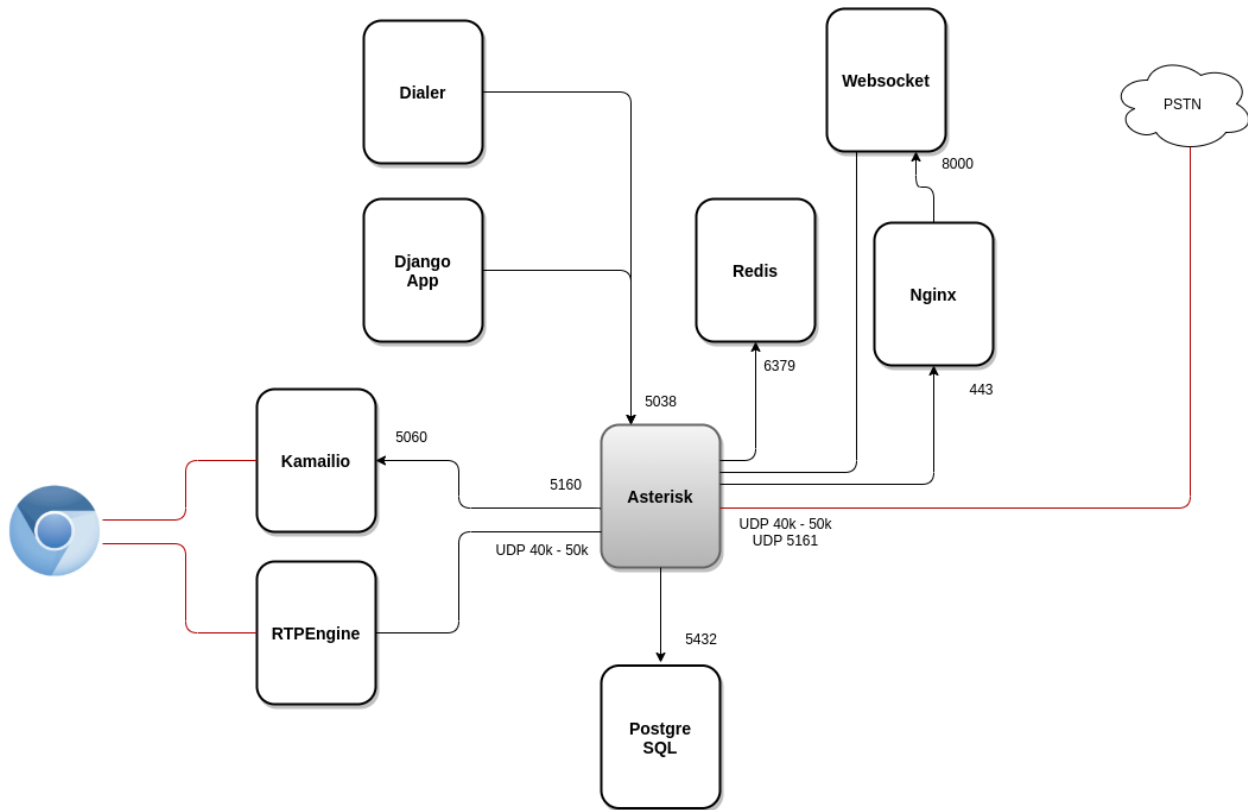 Websocket
Dialer
PSTN
8000
Django
App
Redis
Nginx
6379
443
5038
5060
Kamailio
5160
Asterisk
UDP 40k - 50k
UDP 5161
UDP 40k - 50k
RTPEngine
5432
Postgre
SQL